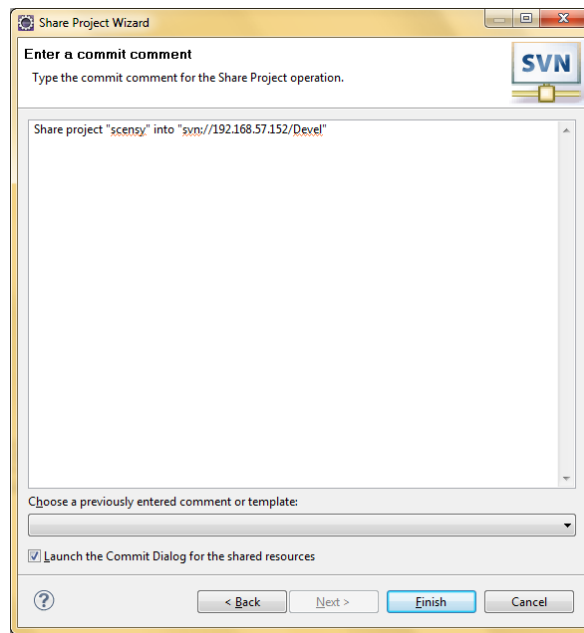 Share Project Wizard
Enter a commit comment
Type the commit comment for the Share Project operation.
SVN
Share project "scensy" into "svn://192.168.57.152/Devel"
Choose a previously entered comment or template:
Launch the Commit Dialog for the shared resources
? < Back Next > Finish Cancel